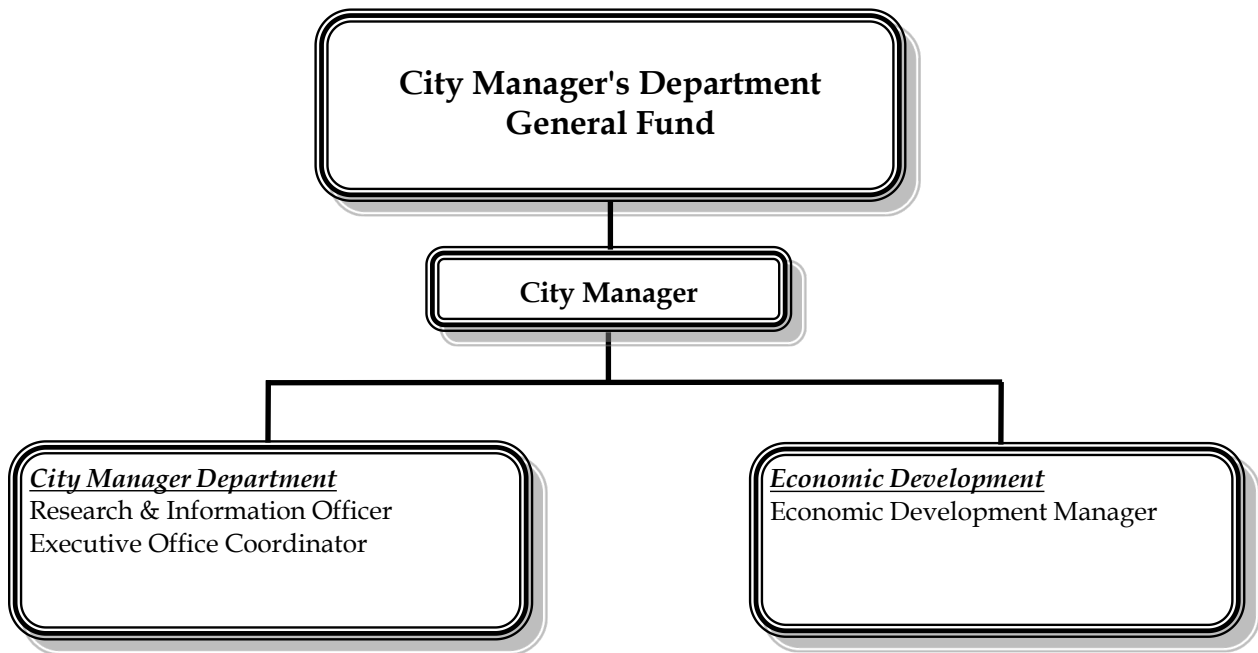 City Manager's Department
General Fund
City Manager
City Manager Department
Research & Information Officer
Executive Office Coordinator
Economic Development
Economic Development Manager